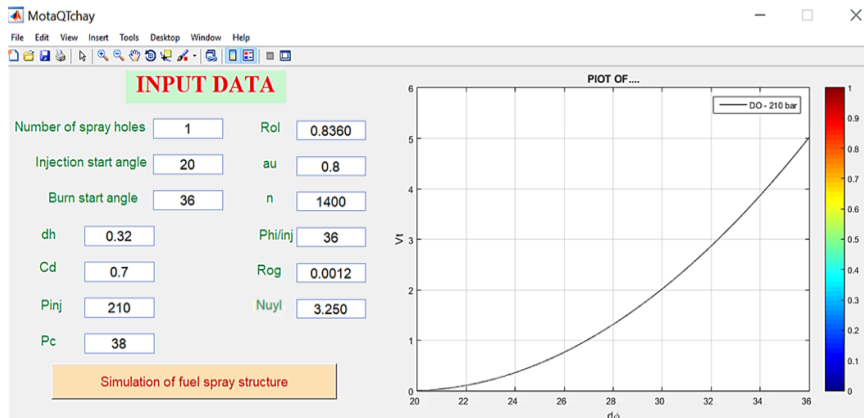 MotaQTchay
File Edit View Insert Tools Desktop Window Help
INPUT DATA
Number of spray holes 1
Injection start angle 20
Burn start angle 36
dh 0.32
Cd 0.7
Pinj 210
Pc 38
Rol 0.8360
au 0.8
n 1400
Phi/inj 36
Rog 0.0012
Nuyl 3.250
Simulation of fuel spray structure
PIOT OF....
DO - 210 bar
Vt
6
5
4
3
2
1
0
20 22 24 26 28 30 32 34 36
dϕ
1
0.9
0.8
0.7
0.6
0.5
0.4
0.3
0.2
0.1
0